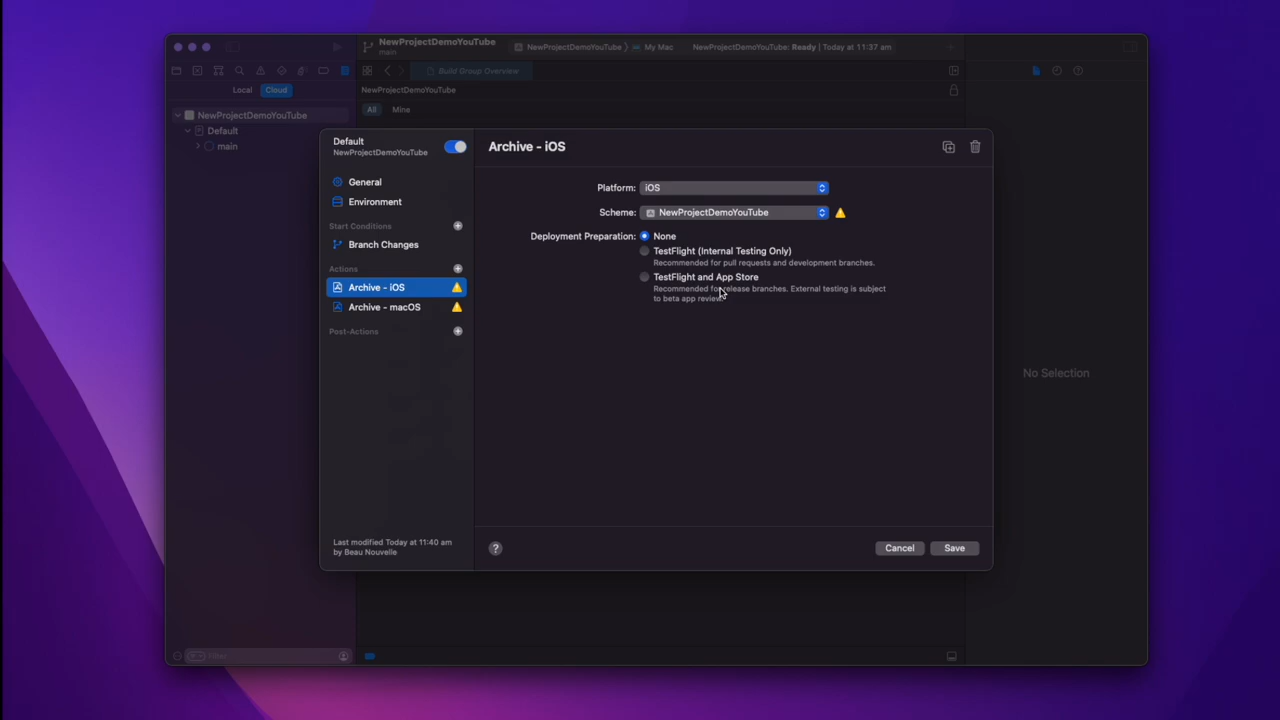 NewProjectDemoYouTube
main
NewProjectDemoYouTube
My Mac
NewProjectDemoYouTube: Ready | Today at 11:37 am
Build Group Overview
Local
Cloud
NewProjectDemoYouTube
All
Mine
NewProjectDemoYouTube
Default
main
Default
NewProjectDemoYouTube
General
Environment
Start Conditions
Branch Changes
Actions
Archive - iOS
Archive - macOS
Post-Actions
Last modified Today at 11:40 am
by Beau Nouvelle
Archive - iOS
Platform: iOS
Scheme: NewProjectDemoYouTube
Deployment Preparation: None
TestFlight (Internal Testing Only)
Recommended for pull requests and development branches.
TestFlight and App Store
Recommended for release branches. External testing is subject
to beta app review.
?
Cancel
Save
No Selection
Filter